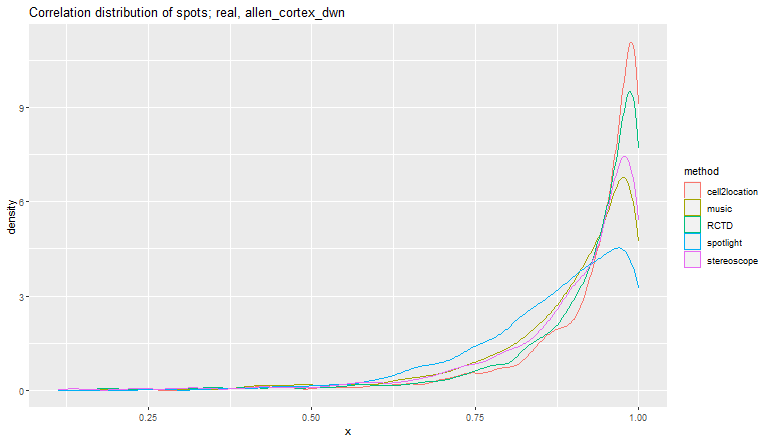 Correlation distribution of spots; real, allen_cortex_dwn
density
9
6
3
0
0.25
0.50
0.75
1.00
x
method
cell2location
music
RCTD
spotlight
stereoscope